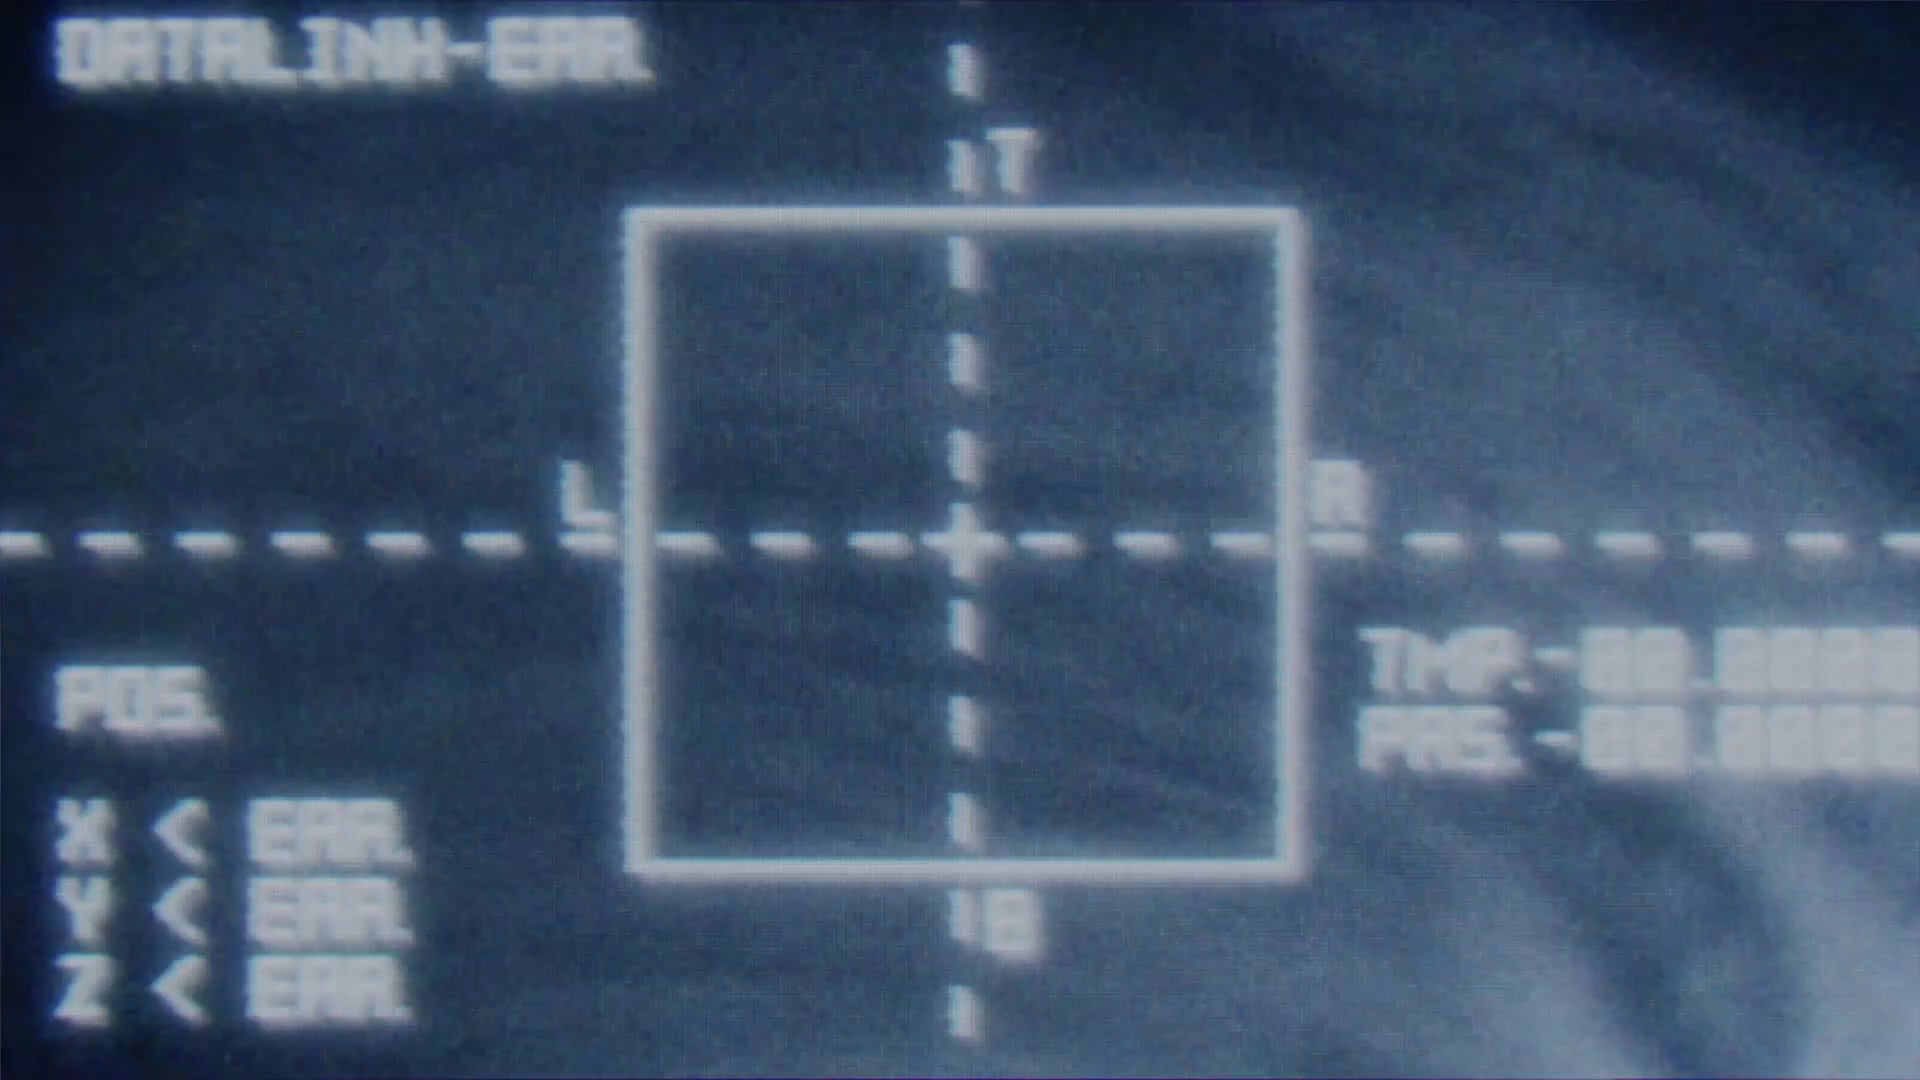 DATALINK-ERR.
T
L
R
TMP.-00.0000
PRS.-00.0000
POS.
X < ERR.
Y < ERR.
Z < ERR.
B